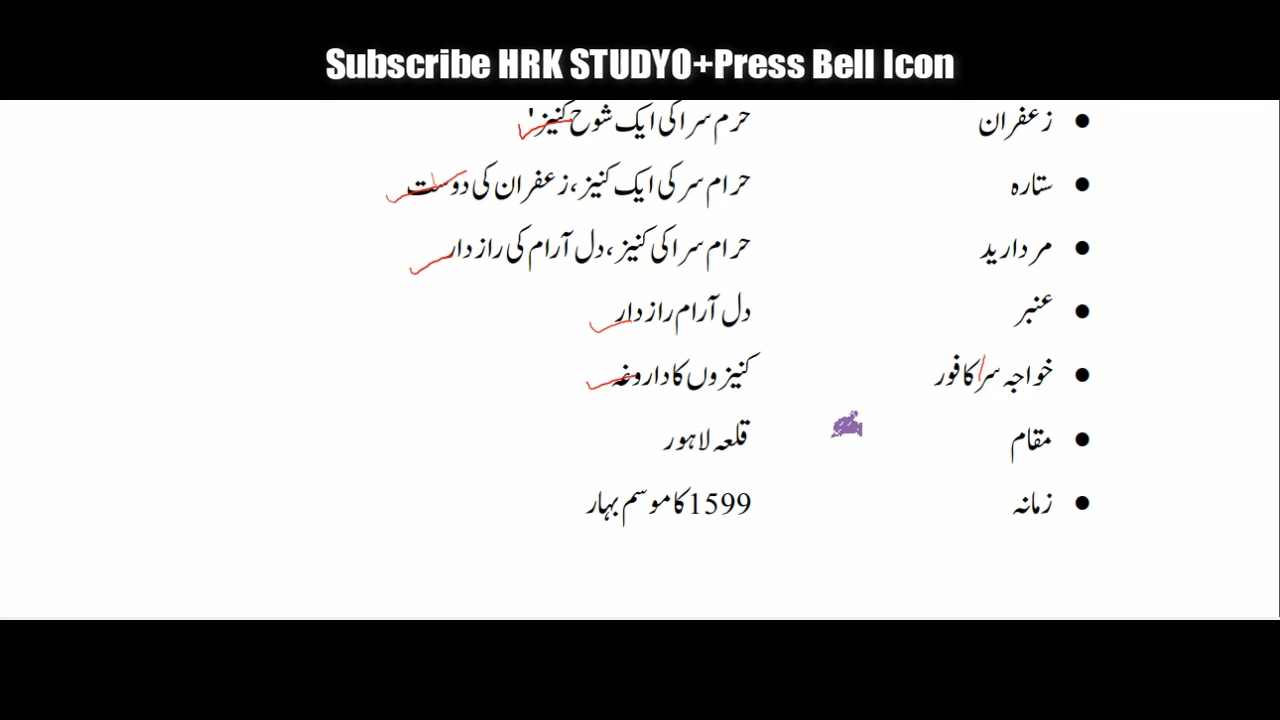 Subscribe HRK STUDYO+Press Bell Icon
• زعفران حرم سرا کی ایک شوح کنیز'
• ستارہ حرام سر کی ایک کنیز، زعفران کی دوست
• مردارید حرام سرا کی کنیز، دل آرام کی رازدار
• عنبر دل آرام رازدار
• خواجہ سرا کافور کنیزوں کا داروغہ
• مقام قلعہ لاہور
• زمانہ 1599 کا موسم بہار